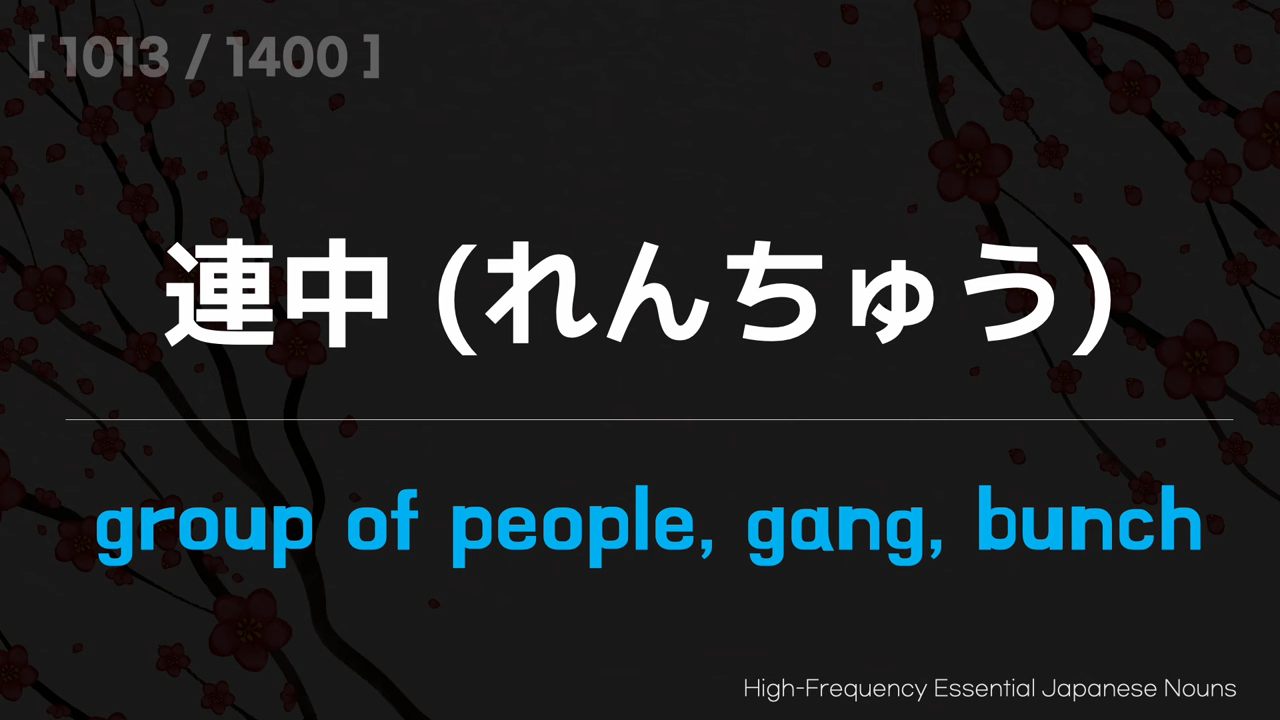 [ 1013 / 1400 ]
連中 (れんちゅう)
group of people, gang, bunch
High-Frequency Essential Japanese Nouns